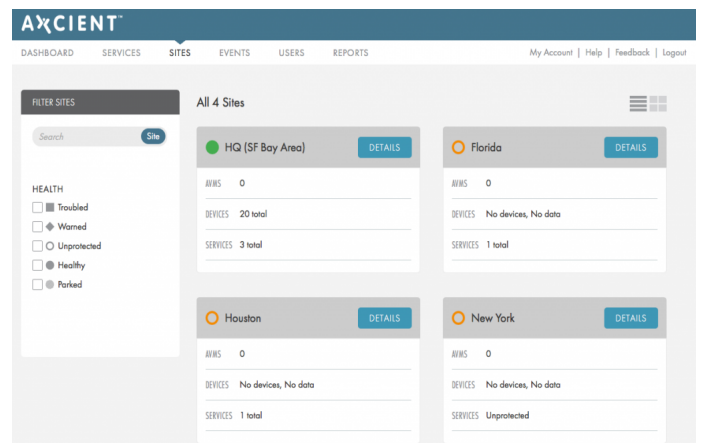 AXCIENT™
DASHBOARD SERVICES SITES EVENTS USERS REPORTS My Account | Help | Feedback | Logout
FILTER SITES
Search Site
HEALTH
Troubled
Warned
Unprotected
Healthy
Parked
All 4 Sites
HQ (SF Bay Area) DETAILS
AVMS 0
DEVICES 20 total
SERVICES 3 total
Florida DETAILS
AVMS 0
DEVICES No devices, No data
SERVICES 1 total
Houston DETAILS
AVMS 0
DEVICES No devices, No data
SERVICES 1 total
New York DETAILS
AVMS 0
DEVICES No devices, No data
SERVICES Unprotected